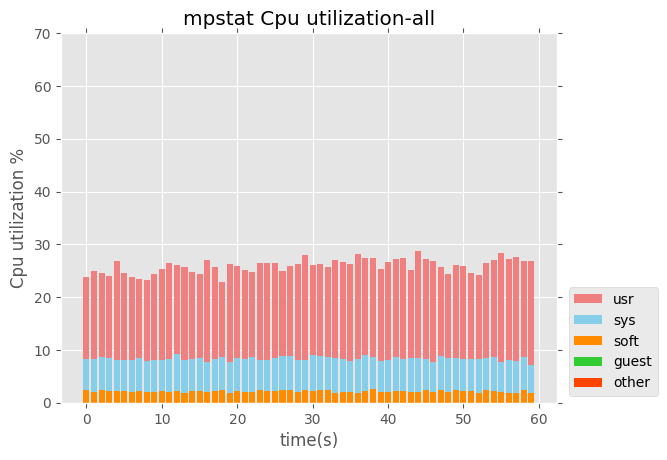 mpstat Cpu utilization-all
70
60
50
40
30
20
10
0
Cpu utilization %
0 10 20 30 40 50 60
time(s)
usr
sys
soft
guest
other